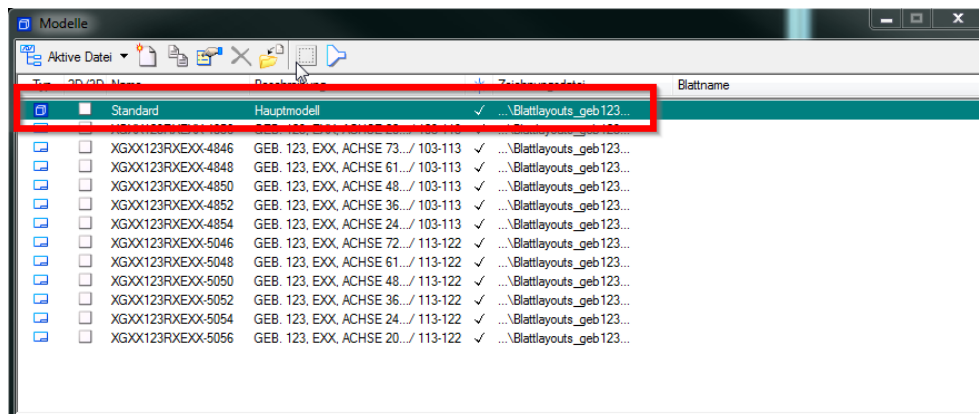 Modelle
Aktive Datei
Typ 2D/3D Name Beschreibung Zeichnungsdatei Blattname
Standard Hauptmodell ✓ ...\Blattlayouts_geb123...
XGXX123RXEXX-4846 GEB. 123, EXX, ACHSE 73.../ 103-113 ✓ ...\Blattlayouts_geb123...
XGXX123RXEXX-4848 GEB. 123, EXX, ACHSE 61.../ 103-113 ✓ ...\Blattlayouts_geb123...
XGXX123RXEXX-4850 GEB. 123, EXX, ACHSE 48.../ 103-113 ✓ ...\Blattlayouts_geb123...
XGXX123RXEXX-4852 GEB. 123, EXX, ACHSE 36.../ 103-113 ✓ ...\Blattlayouts_geb123...
XGXX123RXEXX-4854 GEB. 123, EXX, ACHSE 24.../ 103-113 ✓ ...\Blattlayouts_geb123...
XGXX123RXEXX-5046 GEB. 123, EXX, ACHSE 72.../ 113-122 ✓ ...\Blattlayouts_geb123...
XGXX123RXEXX-5048 GEB. 123, EXX, ACHSE 61.../ 113-122 ✓ ...\Blattlayouts_geb123...
XGXX123RXEXX-5050 GEB. 123, EXX, ACHSE 48.../ 113-122 ✓ ...\Blattlayouts_geb123...
XGXX123RXEXX-5052 GEB. 123, EXX, ACHSE 36.../ 113-122 ✓ ...\Blattlayouts_geb123...
XGXX123RXEXX-5054 GEB. 123, EXX, ACHSE 24.../ 113-122 ✓ ...\Blattlayouts_geb123...
XGXX123RXEXX-5056 GEB. 123, EXX, ACHSE 20.../ 113-122 ✓ ...\Blattlayouts_geb123...